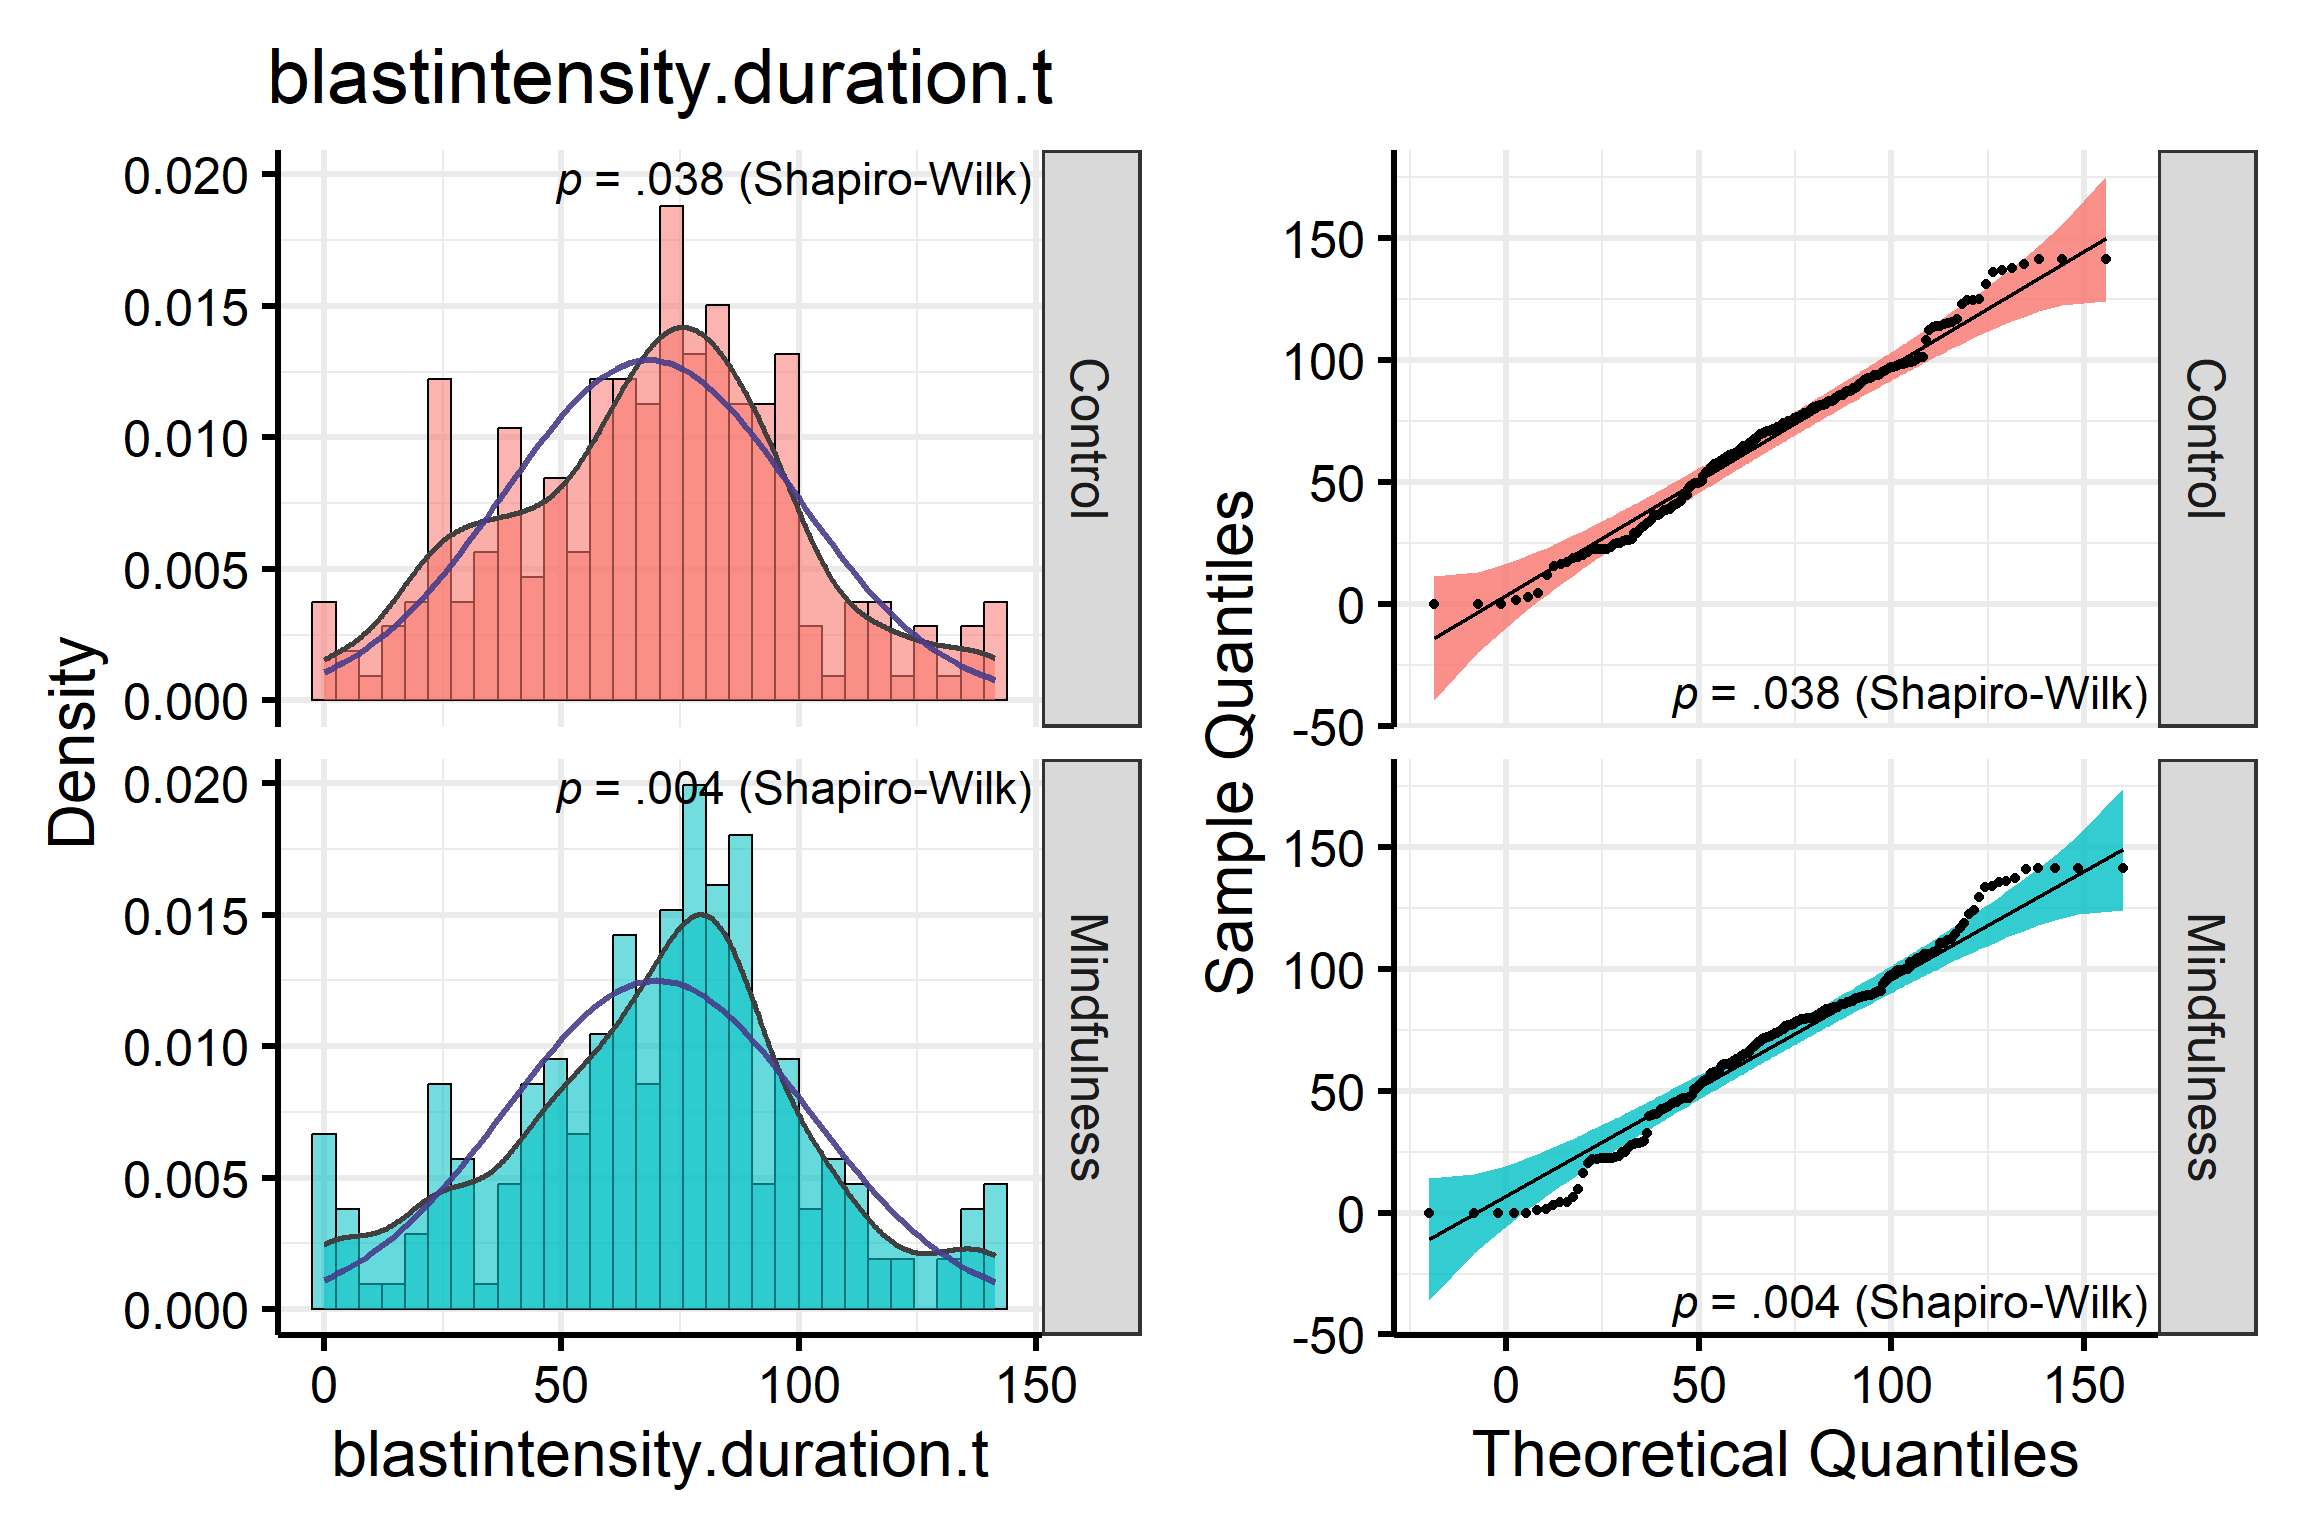 blastintensity.duration.t
Density
0.020
0.015
0.010
0.005
0.000
p = .038 (Shapiro-Wilk)
Control
0.020
0.015
0.010
0.005
0.000
p = .004 (Shapiro-Wilk)
Mindfulness
0 50 100 150
blastintensity.duration.t
Sample Quantiles
150
100
50
0
-50
p = .038 (Shapiro-Wilk)
Control
150
100
50
0
-50
p = .004 (Shapiro-Wilk)
Mindfulness
0 50 100 150
Theoretical Quantiles